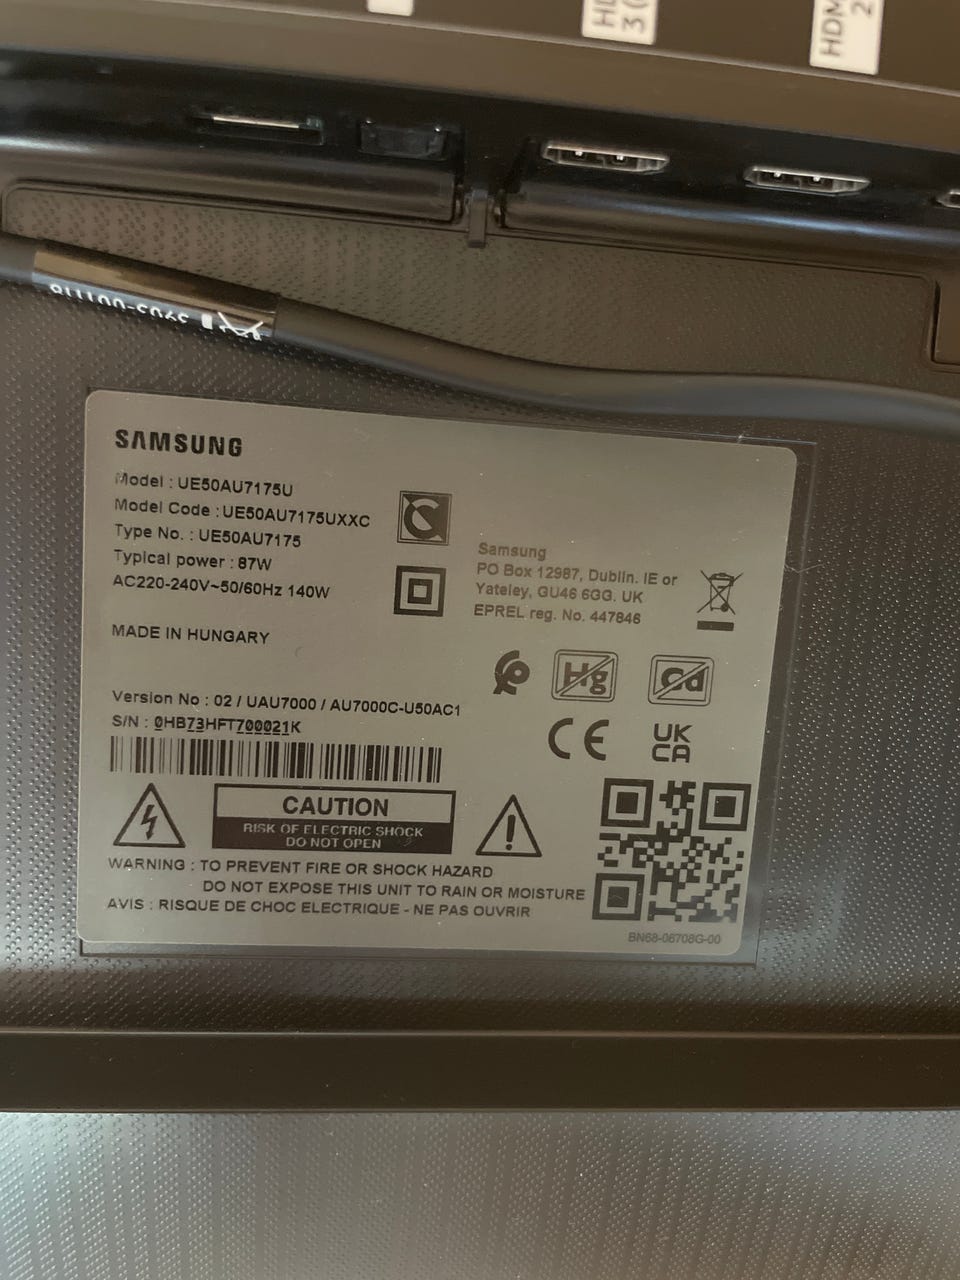 HDMI
2
SAMSUNG
Model : UE50AU7175U
Model Code : UE50AU7175UXXC
Type No. : UE50AU7175
Typical power : 87W
AC220-240V~50/60Hz 140W
MADE IN HUNGARY
Samsung
PO Box 12987, Dublin. IE or
Yateley, GU46 6GG. UK
EPREL reg. No. 447846
Hg
Cd
Version No : 02 / UAU7000 / AU7000C-U50AC1
S/N : 0HB73HFT700021K
CE
UK
CA
CAUTION
RISK OF ELECTRIC SHOCK
DO NOT OPEN
WARNING : TO PREVENT FIRE OR SHOCK HAZARD
DO NOT EXPOSE THIS UNIT TO RAIN OR MOISTURE
AVIS : RISQUE DE CHOC ELECTRIQUE - NE PAS OUVRIR
BN68-06708G-00